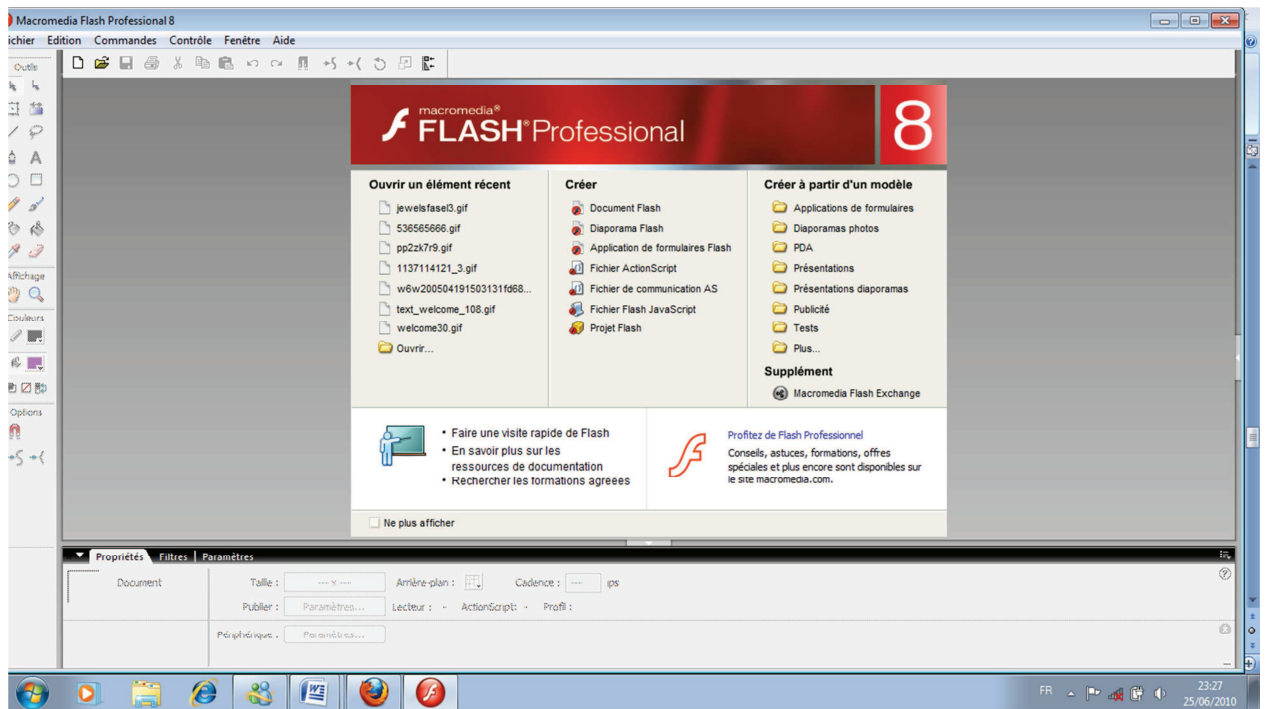 Macromedia Flash Professional 8
ichier Edition Commandes Contrôle Fenêtre Aide
Outils
macromedia®
FLASH® Professional 8
Ouvrir un élément récent
jewelsfasel3.gif
536565666.gif
pp2zk7r9.gif
1137114121_3.gif
w6w200504191503131fd68...
text_welcome_108.gif
welcome30.gif
Ouvrir...
Créer
Document Flash
Diaporama Flash
Application de formulaires Flash
Fichier ActionScript
Fichier de communication AS
Fichier Flash JavaScript
Projet Flash
Créer à partir d'un modèle
Applications de formulaires
Diaporamas photos
PDA
Présentations
Présentations diaporamas
Publicité
Tests
Plus...
Supplément
Macromedia Flash Exchange
Affichage
Couleurs
Options
• Faire une visite rapide de Flash
• En savoir plus sur les
ressources de documentation
• Rechercher les formations agréées
Profitez de Flash Professionnel
Conseils, astuces, formations, offres
spéciales et plus encore sont disponibles sur
le site macromedia.com.
Ne plus afficher
Propriétés Filtres Paramètres
Document
Taille : --- x --- Arrière-plan : Cadence : --- ips
Publier : Paramètres... Lecteur : - ActionScript: - Profil :
Périphérique : Paramètres...
FR
23:27
25/06/2010